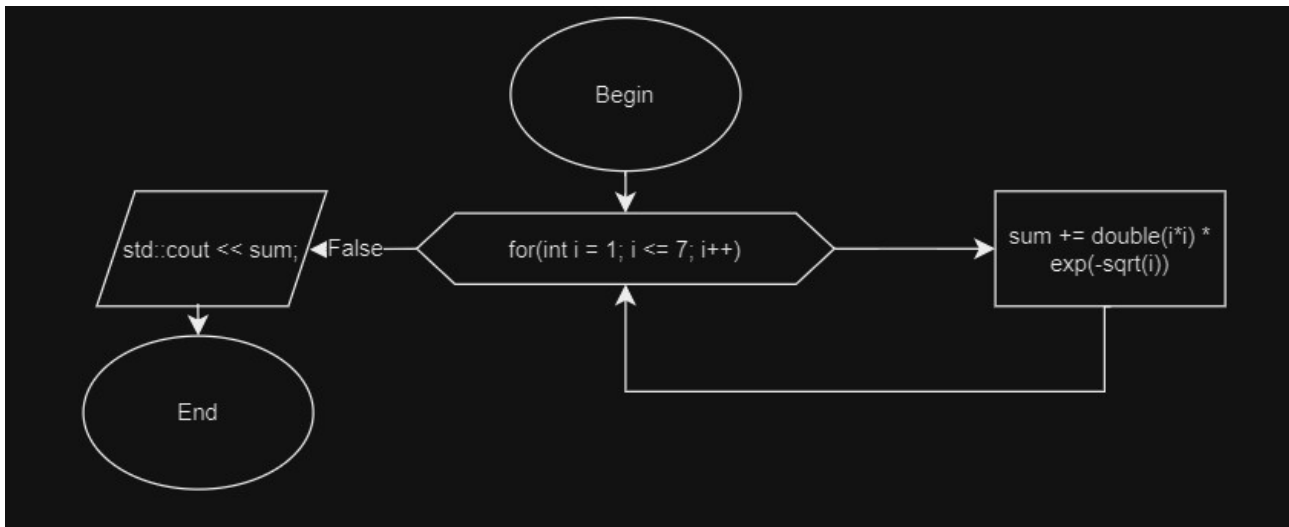 Begin
std::cout << sum;
False
for(int i = 1; i <= 7; i++)
sum += double(i*i) *
exp(-sqrt(i))
End